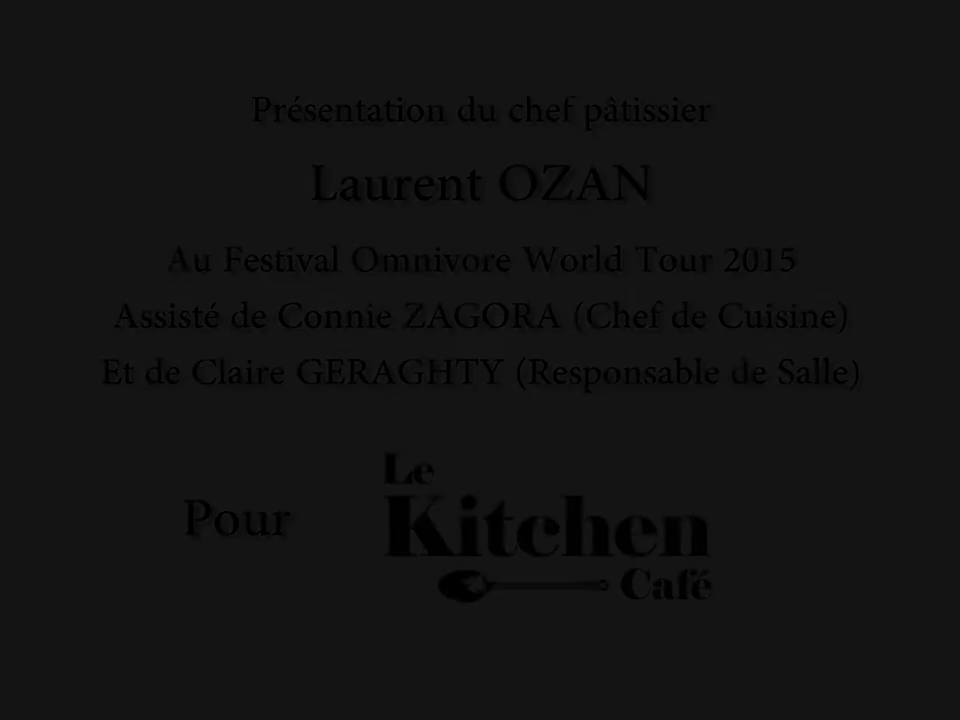 Présentation du chef pâtissier
Laurent OZAN
Au Festival Omnivore World Tour 2015
Assisté de Connie ZAGORA (Chef de Cuisine)
Et de Claire GERAGHTY (Responsable de Salle)
Pour
Le
Kitchen
Café